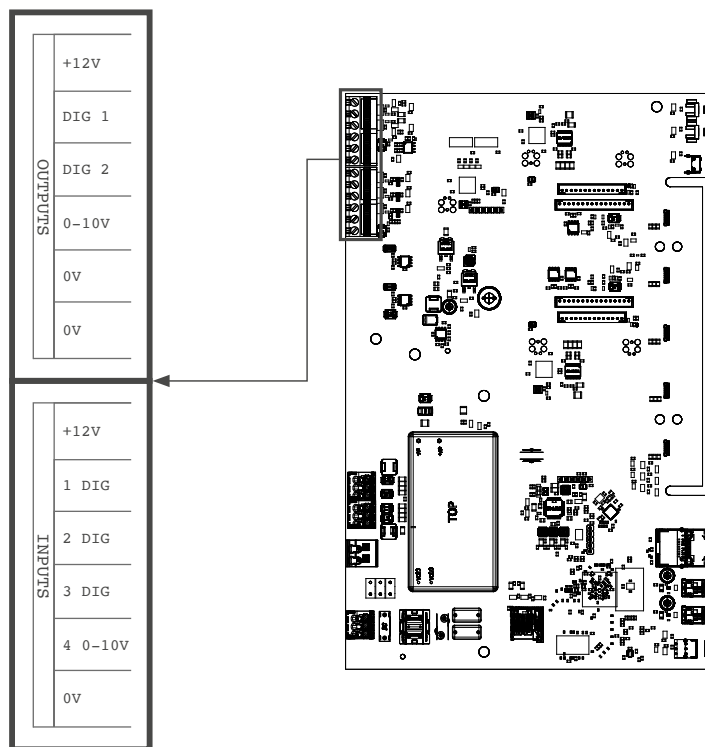 OUTPUTS
+12V
DIG 1
DIG 2
0-10V
0V
0V
INPUTS
+12V
1 DIG
2 DIG
3 DIG
4 0-10V
0V
TOP